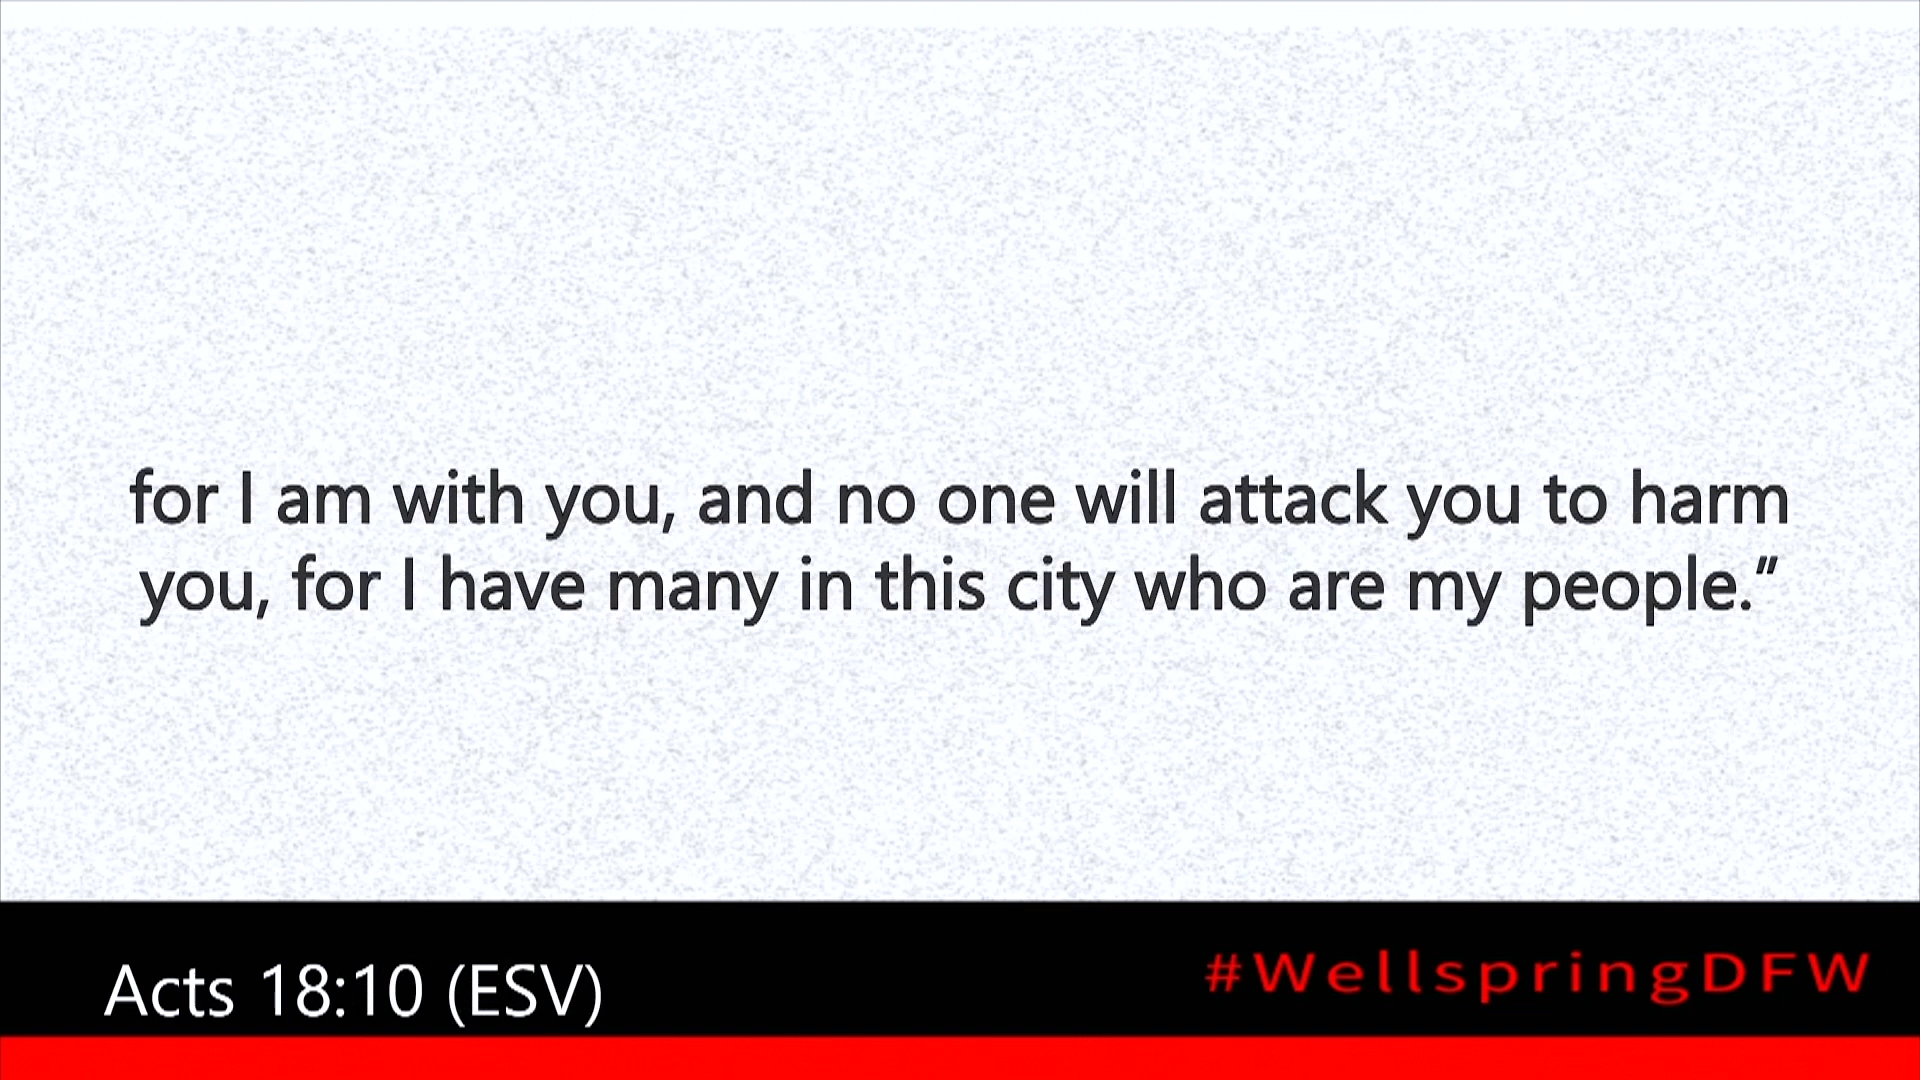 for I am with you, and no one will attack you to harm
you, for I have many in this city who are my people.”
Acts 18:10 (ESV)
#WellspringDFW